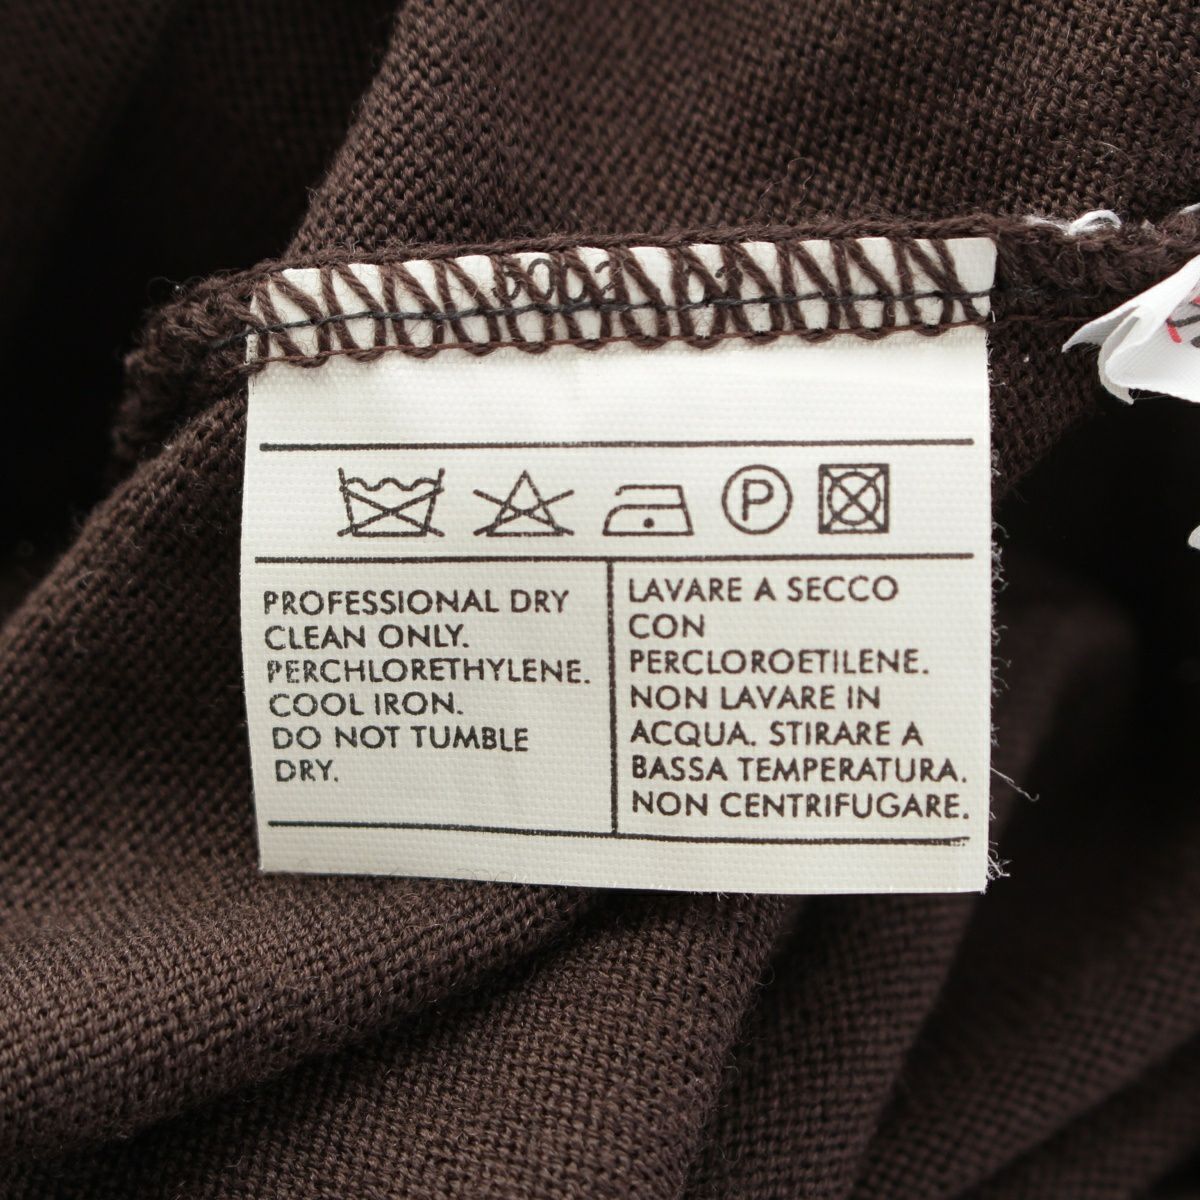 P
PROFESSIONAL DRY
CLEAN ONLY.
PERCHLORETHYLENE.
COOL IRON.
DO NOT TUMBLE
DRY.
LAVARE A SECCO
CON
PERCLOROETILENE.
NON LAVARE IN
ACQUA. STIRARE A
BASSA TEMPERATURA.
NON CENTRIFUGARE.